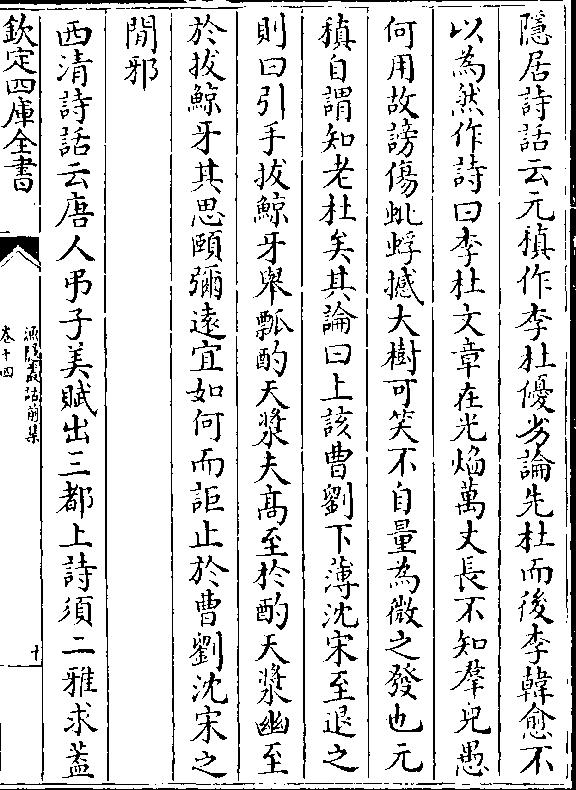 隱居詩話云元稹作李杜優劣論先杜而後李韓愈不
以為然作詩曰李杜文章在光焰萬丈長不知羣兒愚
何用故謗傷蚍蜉撼大樹可笑不自量為微之發也元
稹自謂知老杜矣其論曰上該曹劉下薄沈宋至退之
則曰引手拔鯨牙舉瓢酌天漿夫髙至於酌天漿幽至
於拔鯨牙其思頤彌遠宜如何而詎止於曹劉沈宋之
間邪
西清詩話云唐人弔子美賦出三都上詩須二雅求蓋
欽定四庫全書
漁隱叢話前集
卷十四
十